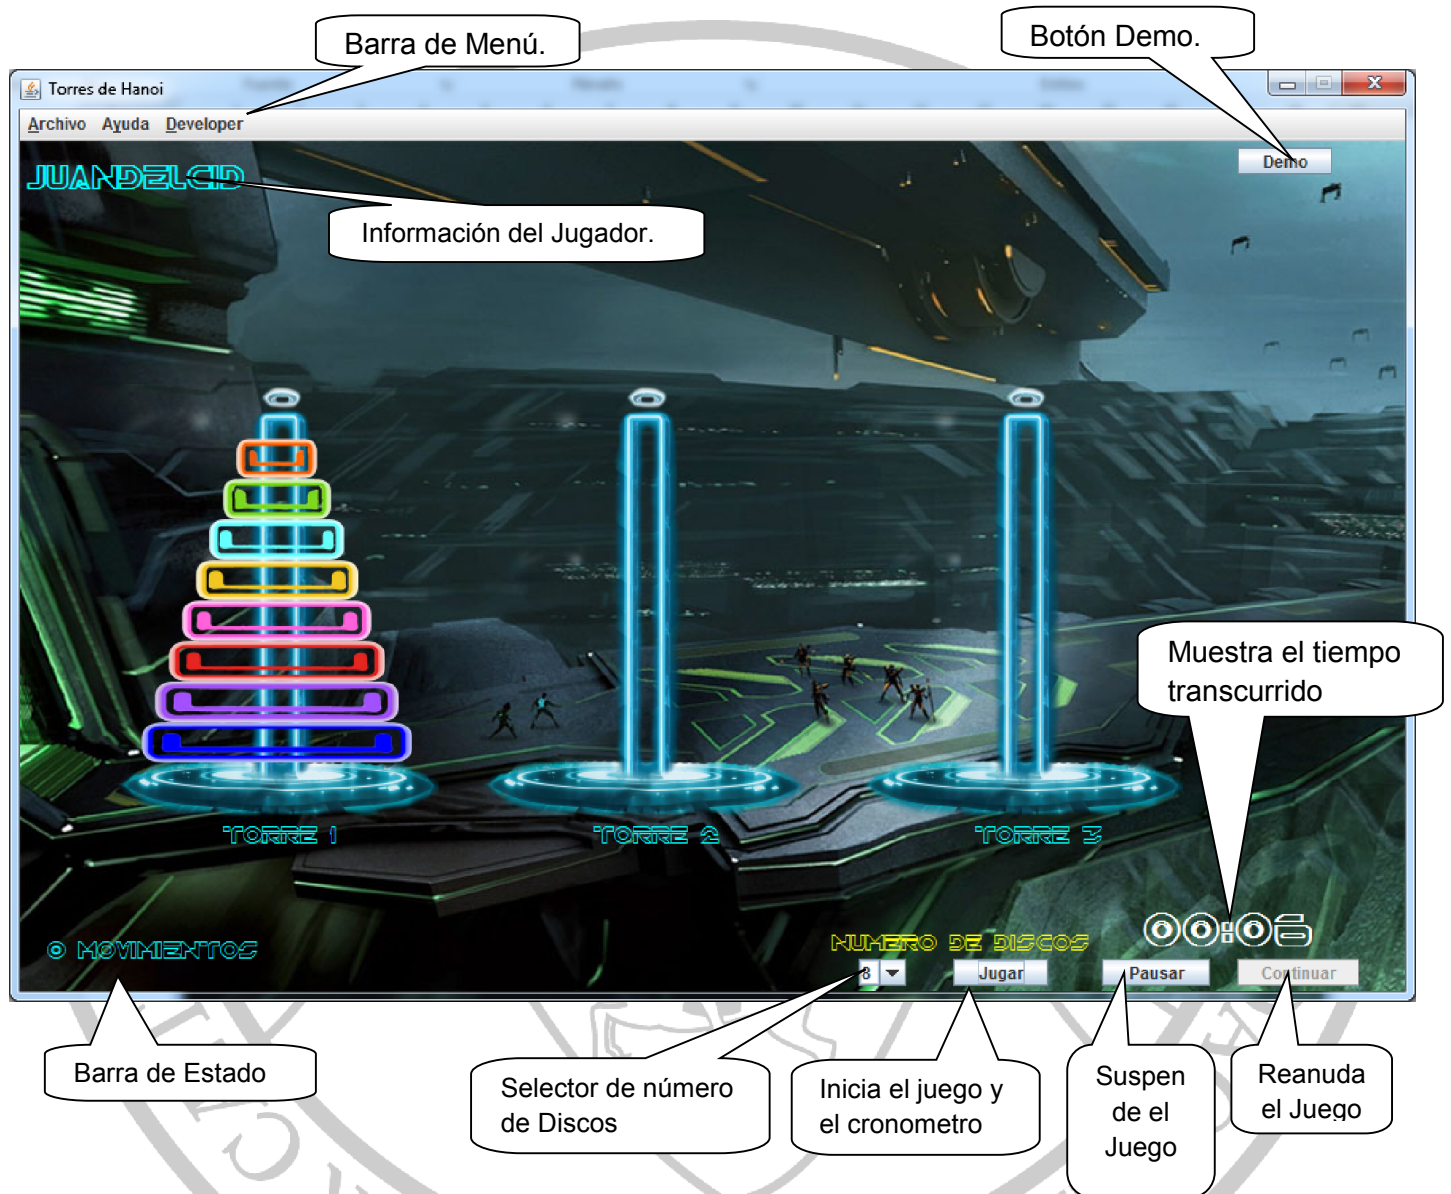 Barra de Menú.
Botón Demo.
Torres de Hanoi
Archivo Ayuda Developer
Demo
JUANDELCID
Información del Jugador.
Muestra el tiempo
transcurrido
TORRE 1
TORRE 2
TORRE 3
00:06
0 MOVIMIENTOS
NUMERO DE DISCOS
8
Jugar
Pausar
Continuar
Barra de Estado
Selector de número
de Discos
Inicia el juego y
el cronometro
Suspen
de el
Juego
Reanuda
el Juego